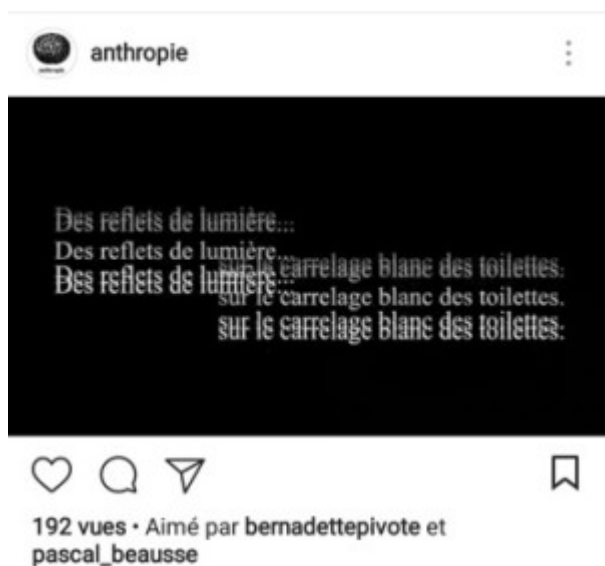 anthropie
Des reflets de lumière...
Des reflets de lumière...
Des reflets de lumière...
sur le carrelage blanc des toilettes.
sur le carrelage blanc des toilettes.
sur le carrelage blanc des toilettes.
192 vues • Aimé par bernadettepivote et
pascal_beausse